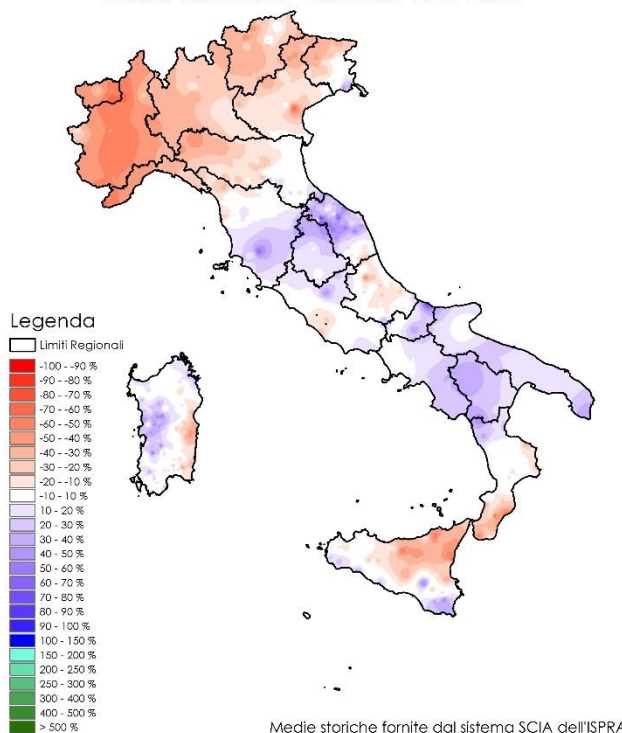 Legenda
Limiti Regionali
-100 - -90 %
-90 - -80 %
-80 - -70 %
-70 - -60 %
-60 - -50 %
-50 - -40 %
-40 - -30 %
-30 - -20 %
-20 - -10 %
-10 - 10 %
10 - 20 %
20 - 30 %
30 - 40 %
40 - 50 %
50 - 60 %
60 - 70 %
70 - 80 %
80 - 90 %
90 - 100 %
100 - 150 %
150 - 200 %
200 - 250 %
250 - 300 %
300 - 400 %
400 - 500 %
> 500 %
Medie storiche fornite dal sistema SCIA dell'ISPRA